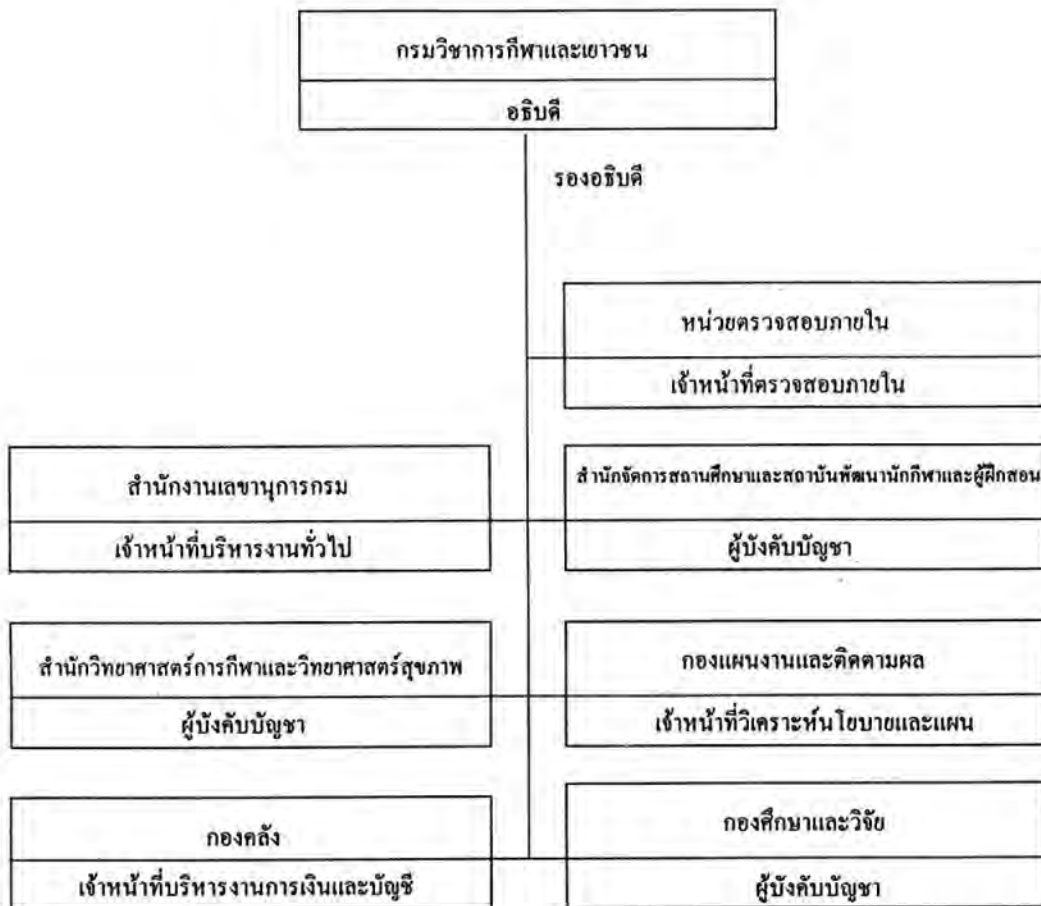 กรมวิชาการกีฬาและเยาวชน
อธิบดี
รองอธิบดี
หน่วยตรวจสอบภายใน
เจ้าหน้าที่ตรวจสอบภายใน
สำนักงานเลขานุการกรม
เจ้าหน้าที่บริหารงานทั่วไป
สำนักจัดการสถานศึกษาและสถาบันพัฒนานักกีฬาและผู้ฝึกสอน
ผู้บังคับบัญชา
สำนักวิทยาศาสตร์การกีฬาและวิทยาศาสตร์สุขภาพ
ผู้บังคับบัญชา
กองแผนงานและติดตามผล
เจ้าหน้าที่วิเคราะห์นโยบายและแผน
กองคลัง
เจ้าหน้าที่บริหารงานการเงินและบัญชี
กองศึกษาและวิจัย
ผู้บังคับบัญชา